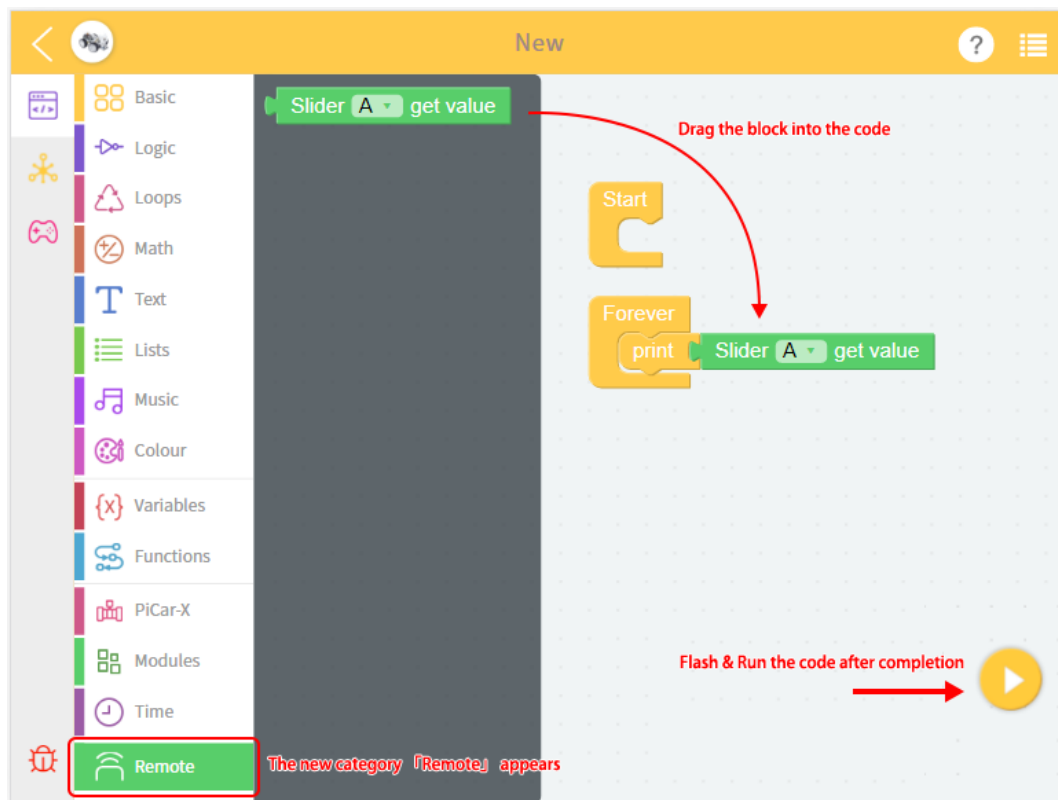 New
?
Basic
Logic
Loops
Math
Text
Lists
Music
Colour
Variables
Functions
PiCar-X
Modules
Time
Remote
Slider A get value
Drag the block into the code
Start
Forever
print Slider A get value
Flash & Run the code after completion
The new category 「Remote」 appears